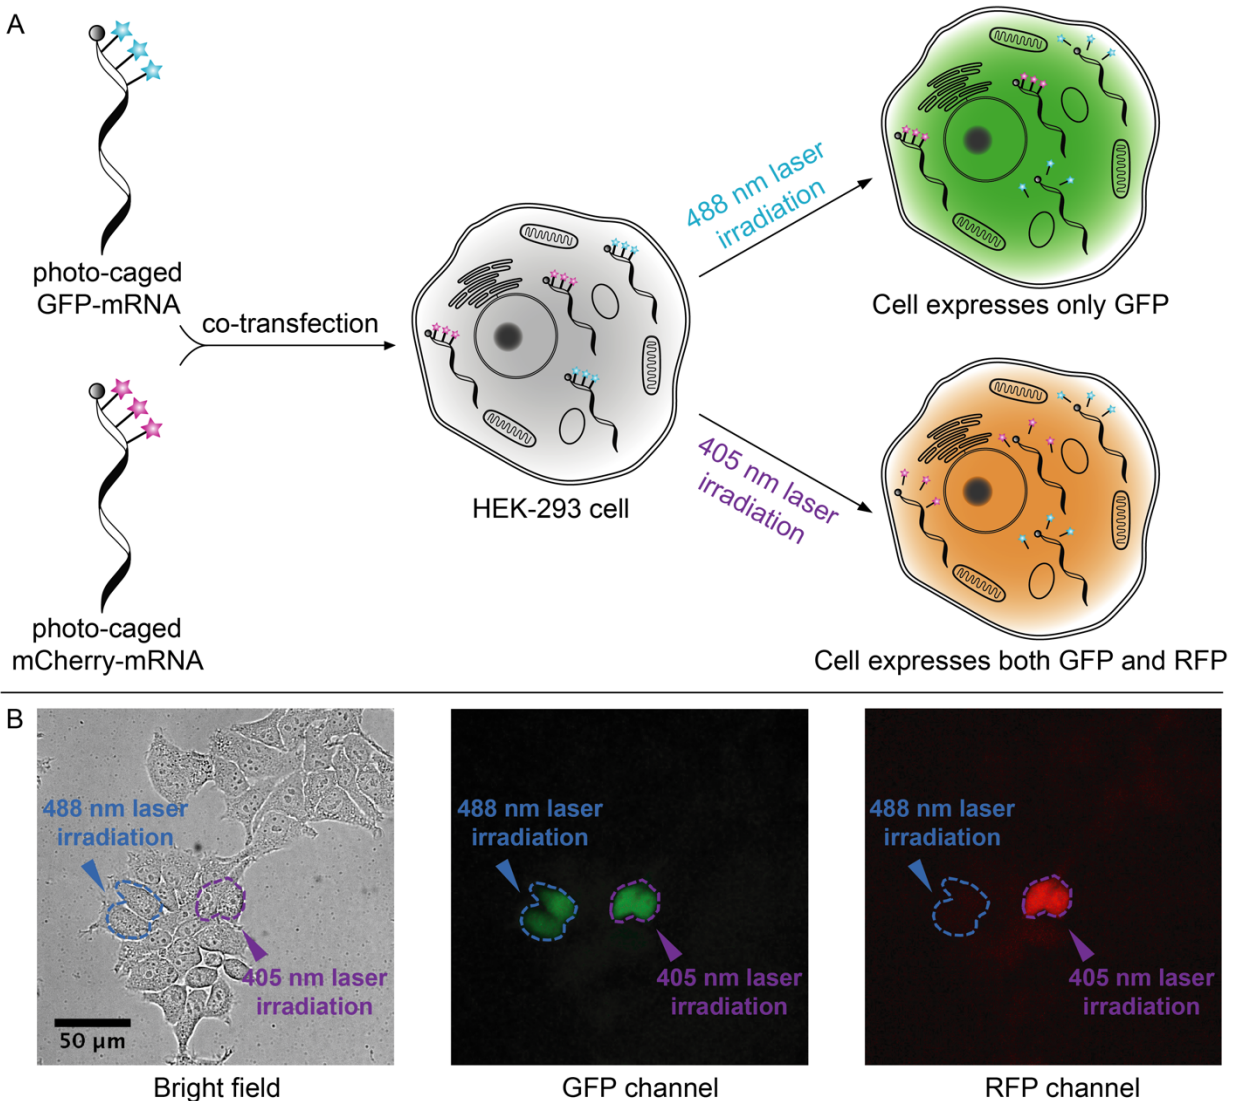 A
photo-caged
GFP-mRNA
co-transfection
photo-caged
mCherry-mRNA
HEK-293 cell
488 nm laser
irradiation
405 nm laser
irradiation
Cell expresses only GFP
Cell expresses both GFP and RFP
B
488 nm laser
irradiation
405 nm laser
irradiation
50 µm
Bright field
488 nm laser
irradiation
405 nm laser
irradiation
GFP channel
488 nm laser
irradiation
405 nm laser
irradiation
RFP channel